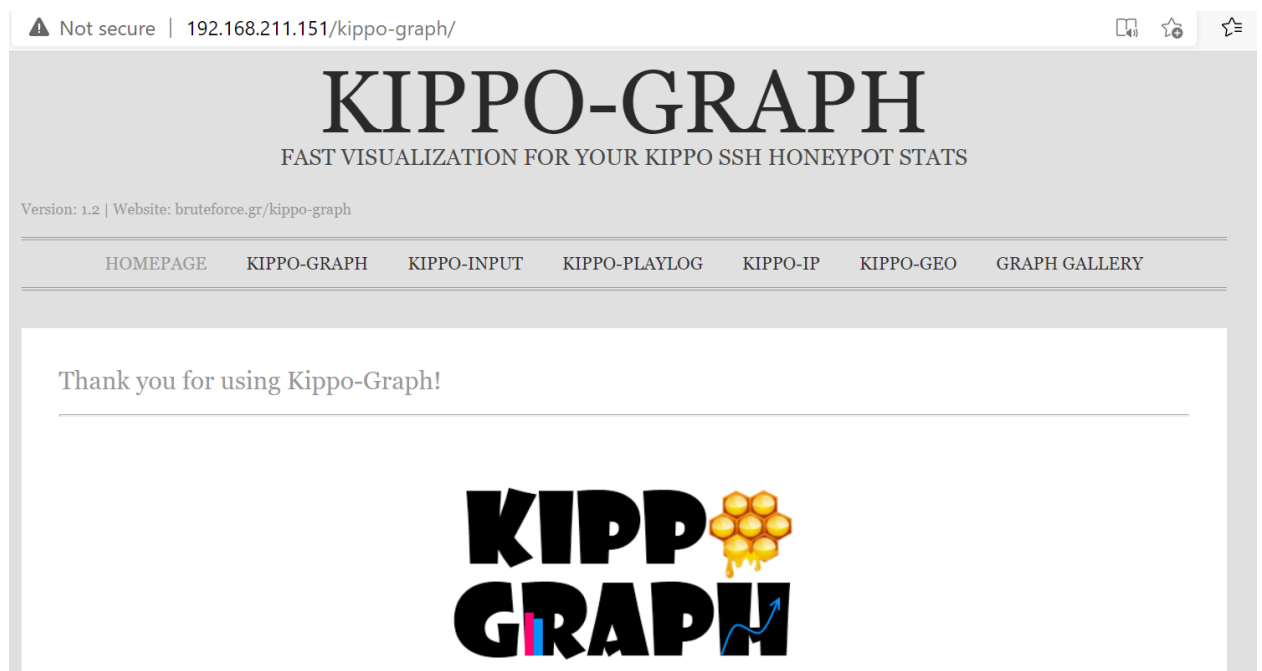 Not secure | 192.168.211.151/kippo-graph/
KIPPO-GRAPH
FAST VISUALIZATION FOR YOUR KIPPO SSH HONEYPOT STATS
Version: 1.2 | Website: bruteforce.gr/kippo-graph
HOMEPAGE KIPPO-GRAPH KIPPO-INPUT KIPPO-PLAYLOG KIPPO-IP KIPPO-GEO GRAPH GALLERY
Thank you for using Kippo-Graph!
KIPPO
GRAPH